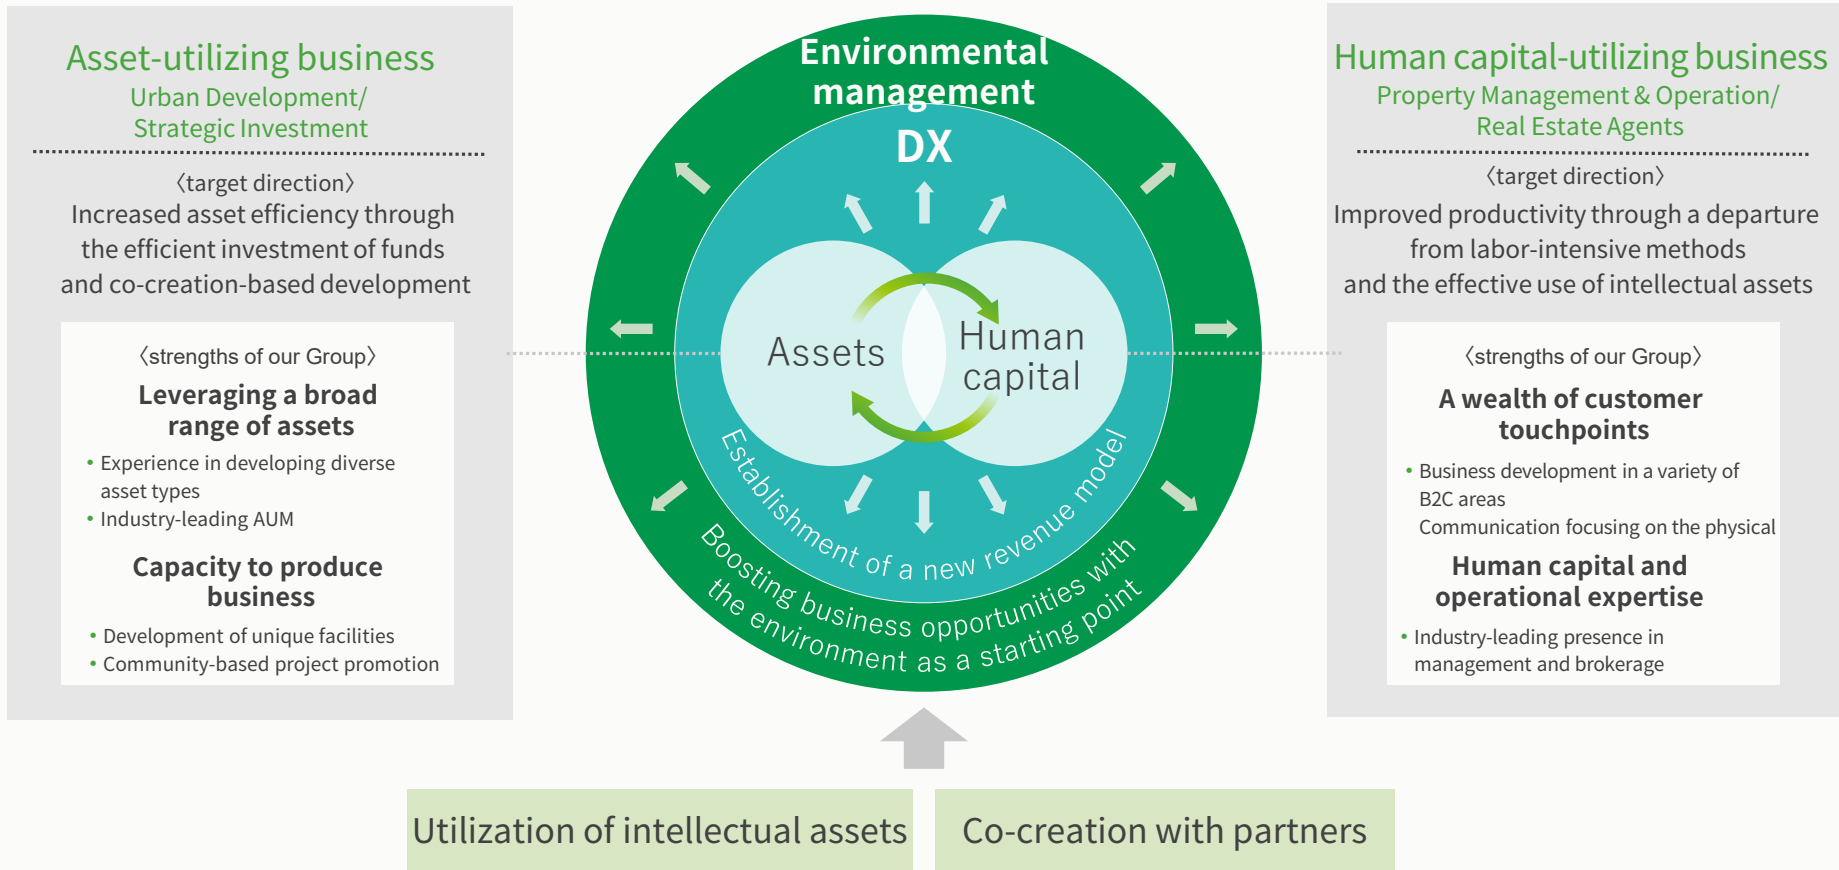 Asset-utilizing business
Urban Development/
Strategic Investment
〈target direction〉
Increased asset efficiency through
the efficient investment of funds
and co-creation-based development
〈strengths of our Group〉
Leveraging a broad
range of assets
• Experience in developing diverse
asset types
• Industry-leading AUM
Capacity to produce
business
• Development of unique facilities
• Community-based project promotion
Environmental
management
DX
Assets
Human
capital
Establishment of a new revenue model
Boosting business opportunities with
the environment as a starting point
Human capital-utilizing business
Property Management & Operation/
Real Estate Agents
〈target direction〉
Improved productivity through a departure
from labor-intensive methods
and the effective use of intellectual assets
〈strengths of our Group〉
A wealth of customer
touchpoints
• Business development in a variety of
B2C areas
Communication focusing on the physical
Human capital and
operational expertise
• Industry-leading presence in
management and brokerage
Utilization of intellectual assets
Co-creation with partners